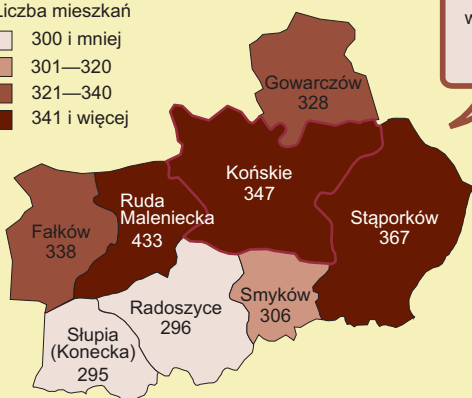 Liczba mieszkań
300 i mniej
301—320
321—340
341 i więcej
w
Gowarczów
328
Końskie
347
Stąporków
367
Ruda
Maleniecka
433
Fałków
338
Radoszyce
296
Smyków
306
Słupia
(Konecka)
295